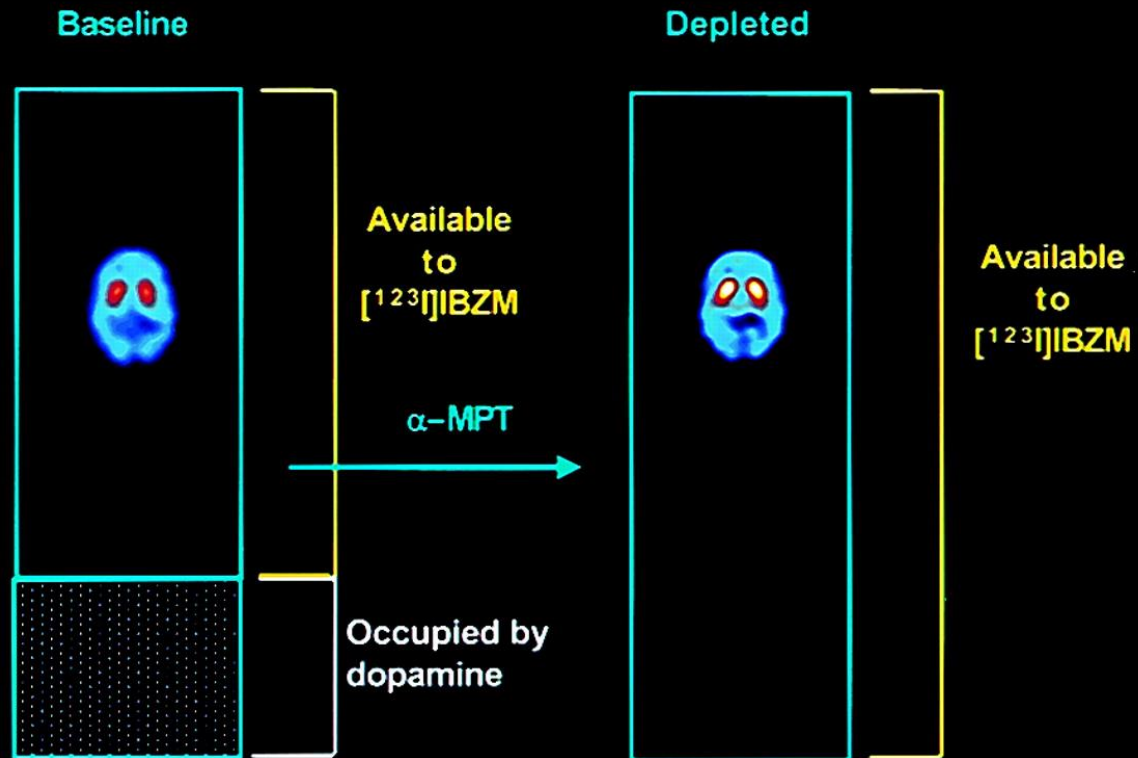 Baseline
Depleted
Available
to
[¹²³I]IBZM
Available
to
[¹²³I]IBZM
α–MPT
Occupied by
dopamine